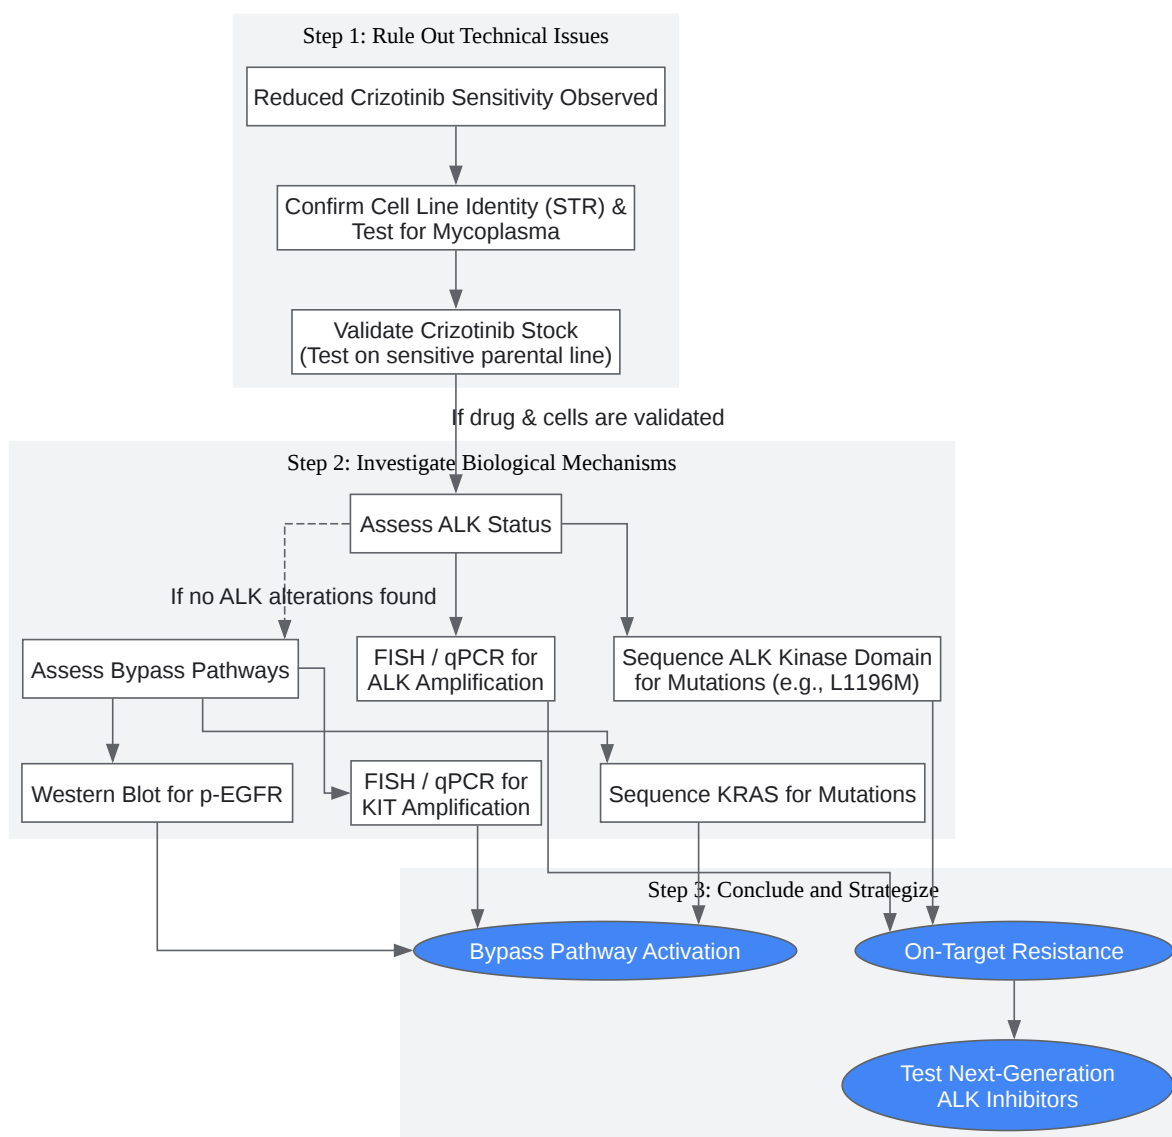 Step 1: Rule Out Technical Issues
Reduced Crizotinib Sensitivity Observed
Confirm Cell Line Identity (STR) &
Test for Mycoplasma
Validate Crizotinib Stock
(Test on sensitive parental line)
If drug & cells are validated
Step 2: Investigate Biological Mechanisms
Assess ALK Status
If no ALK alterations found
Assess Bypass Pathways
FISH / qPCR for
ALK Amplification
Sequence ALK Kinase Domain
for Mutations (e.g., L1196M)
Western Blot for p-EGFR
FISH / qPCR for
KIT Amplification
Sequence KRAS for Mutations
Step 3: Conclude and Strategize
Bypass Pathway Activation
On-Target Resistance
Test Next-Generation
ALK Inhibitors